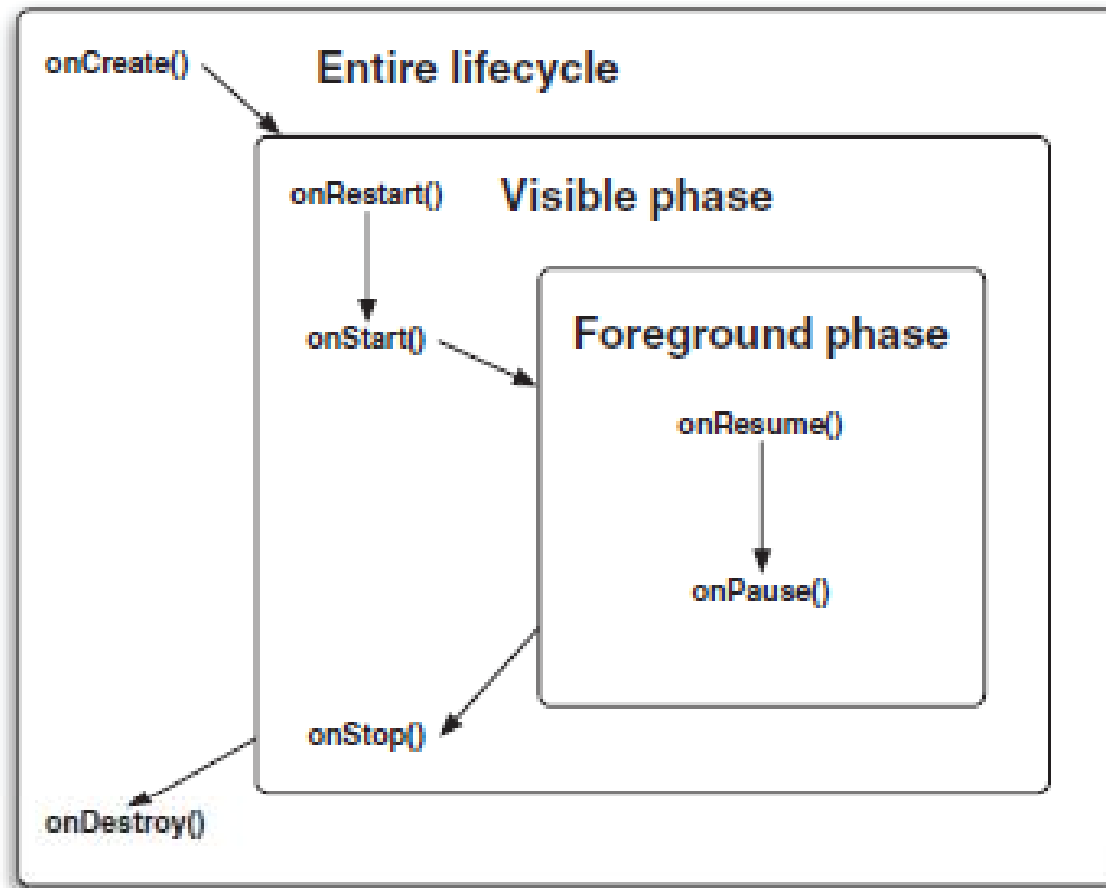 onCreate()
Entire lifecycle
onRestart()
Visible phase
onStart()
Foreground phase
onResume()
onPause()
onStop()
onDestroy()